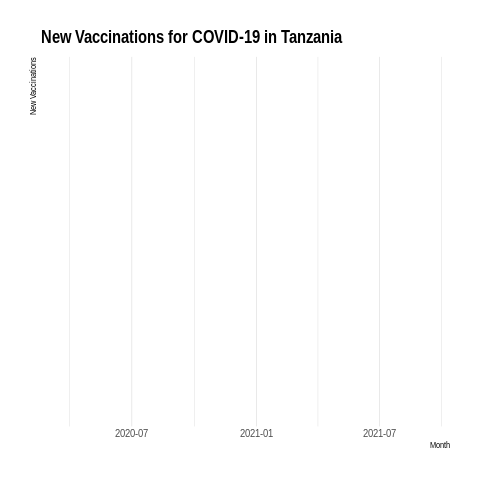 New Vaccinations for COVID-19 in Tanzania
New Vaccinations
2020-07
2021-01
2021-07
Month